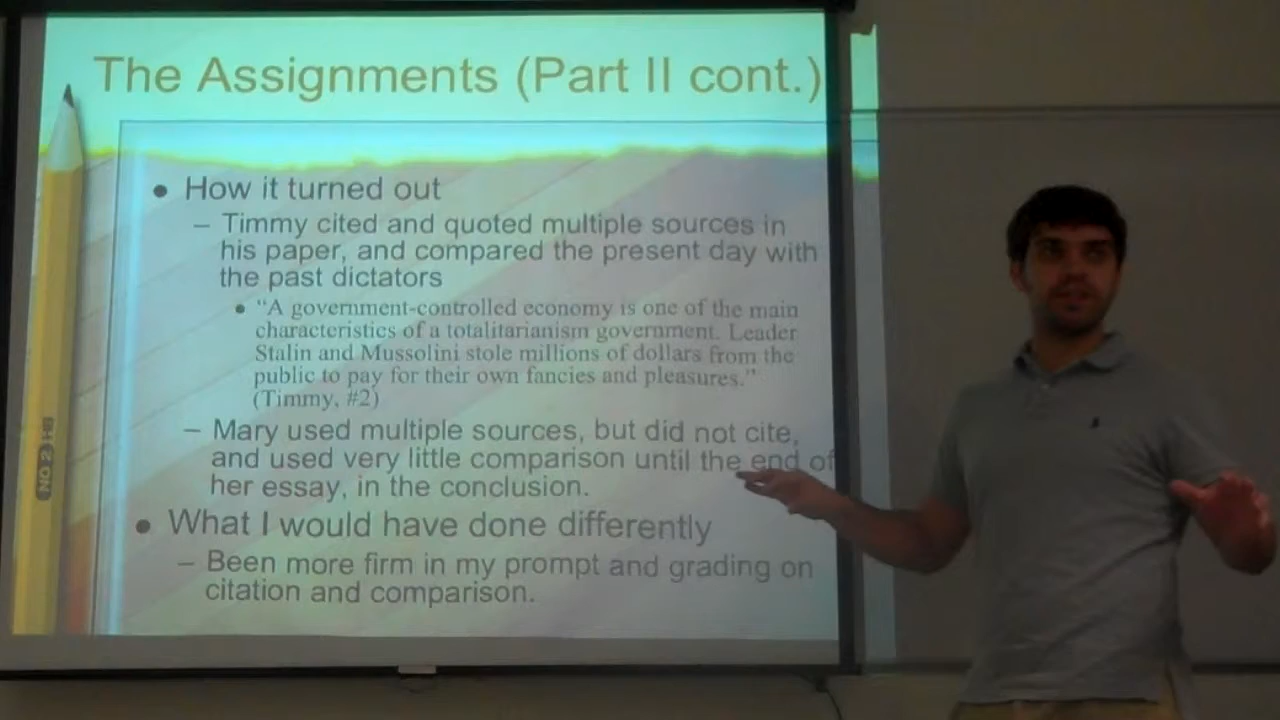 The Assignments (Part II cont.)
• How it turned out
– Timmy cited and quoted multiple sources in
his paper, and compared the present day with
the past dictators
• "A government-controlled economy is one of the main
characteristics of a totalitarianism government. Leader
Stalin and Mussolini stole millions of dollars from the
public to pay for their own fancies and pleasures."
(Timmy, #2)
– Mary used multiple sources, but did not cite,
and used very little comparison until the end of
her essay, in the conclusion.
• What I would have done differently
– Been more firm in my prompt and grading on
citation and comparison.
NO 2 HB